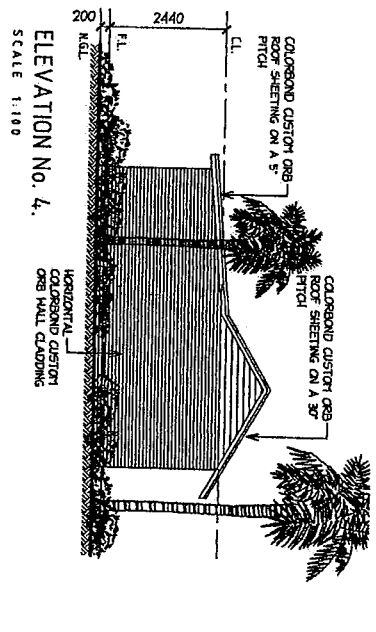 COLORBOND CUSTOM ORB
ROOF SHEETING ON A 5°
PITCH
COLORBOND CUSTOM ORB
ROOF SHEETING ON A 30°
PITCH
C.L.
2440
F.L.
200
N.G.L.
HORIZONTAL
COLORBOND CUSTOM
ORB WALL CLADDING
ELEVATION No. 4.
SCALE 1:100